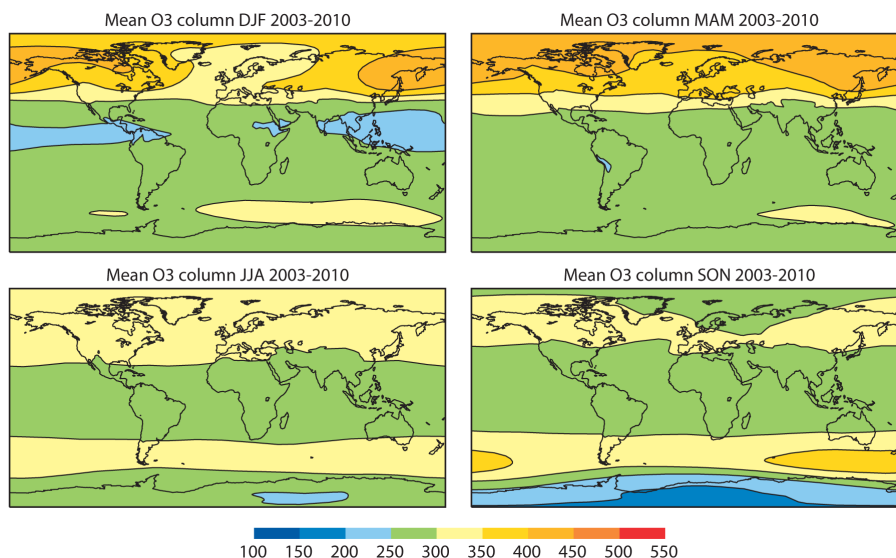 Mean O3 column DJF 2003-2010
Mean O3 column MAM 2003-2010
Mean O3 column JJA 2003-2010
Mean O3 column SON 2003-2010
100 150 200 250 300 350 400 450 500 550